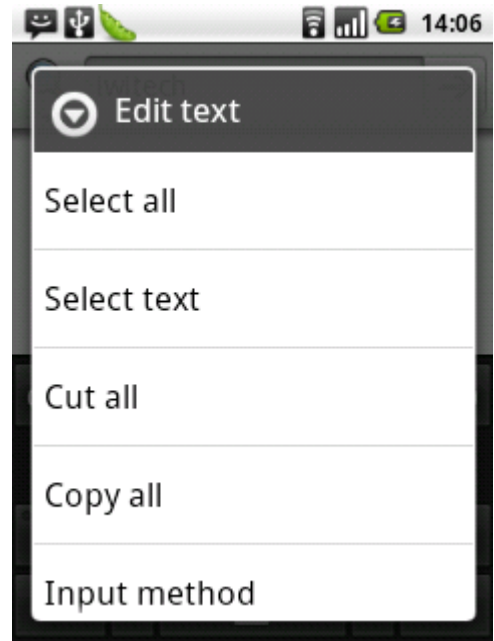 14:06
Edit text
Select all
Select text
Cut all
Copy all
Input method